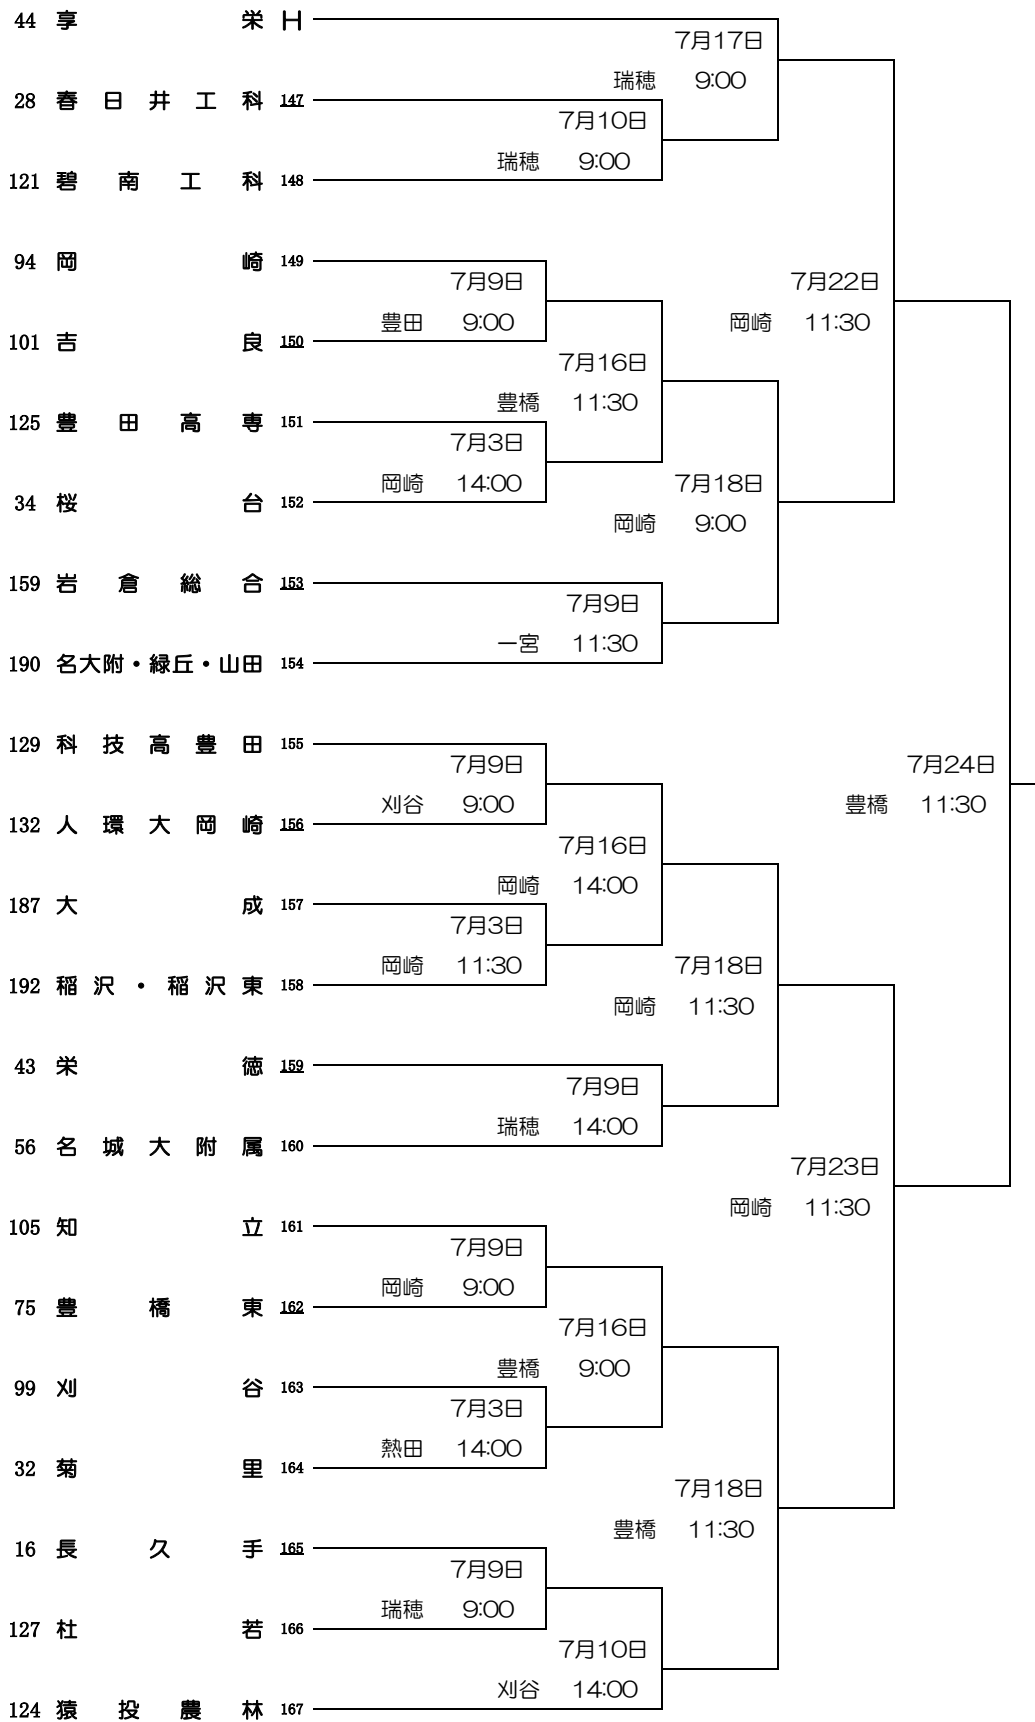 44 享栄 H
7月17日
瑞穂 9:00
28 春日井工科 147
7月10日
瑞穂 9:00
121 碧南工科 148
94 岡崎 149
7月9日
7月22日
豊田 9:00
岡崎 11:30
101 吉良 150
7月16日
豊橋 11:30
125 豊田高専 151
7月3日
岡崎 14:00
7月18日
34 桜台 152
岡崎 9:00
159 岩倉総合 153
7月9日
一宮 11:30
190 名大附・緑丘・山田 154
129 科技高豊田 155
7月9日
7月24日
刈谷 9:00
豊橋 11:30
132 人環大岡崎 156
7月16日
岡崎 14:00
187 大成 157
7月3日
岡崎 11:30
7月18日
192 稲沢・稲沢東 158
岡崎 11:30
43 栄徳 159
7月9日
瑞穂 14:00
56 名城大附属 160
7月23日
岡崎 11:30
105 知立 161
7月9日
岡崎 9:00
75 豊橋東 162
7月16日
豊橋 9:00
99 刈谷 163
7月3日
熱田 14:00
32 菊里 164
7月18日
豊橋 11:30
16 長久手 165
7月9日
瑞穂 9:00
127 杜若 166
7月10日
刈谷 14:00
124 猿投農林 167